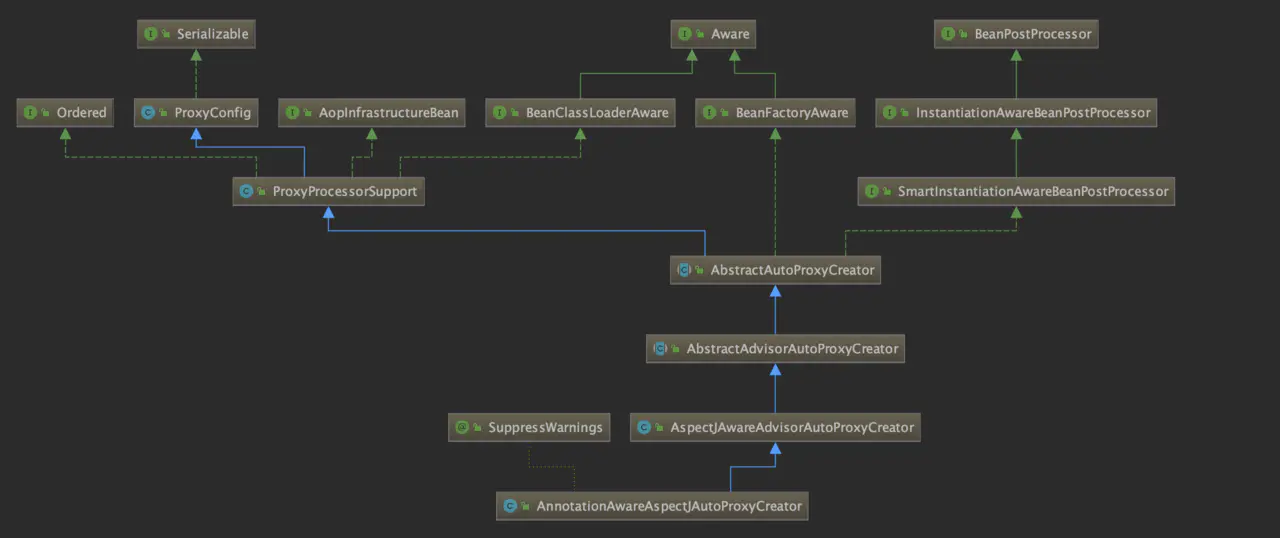 Serializable
Aware
BeanPostProcessor
Ordered
ProxyConfig
AopInfrastructureBean
BeanClassLoaderAware
BeanFactoryAware
InstantiationAwareBeanPostProcessor
ProxyProcessorSupport
SmartInstantiationAwareBeanPostProcessor
AbstractAutoProxyCreator
AbstractAdvisorAutoProxyCreator
SuppressWarnings
AspectJAwareAdvisorAutoProxyCreator
AnnotationAwareAspectJAutoProxyCreator